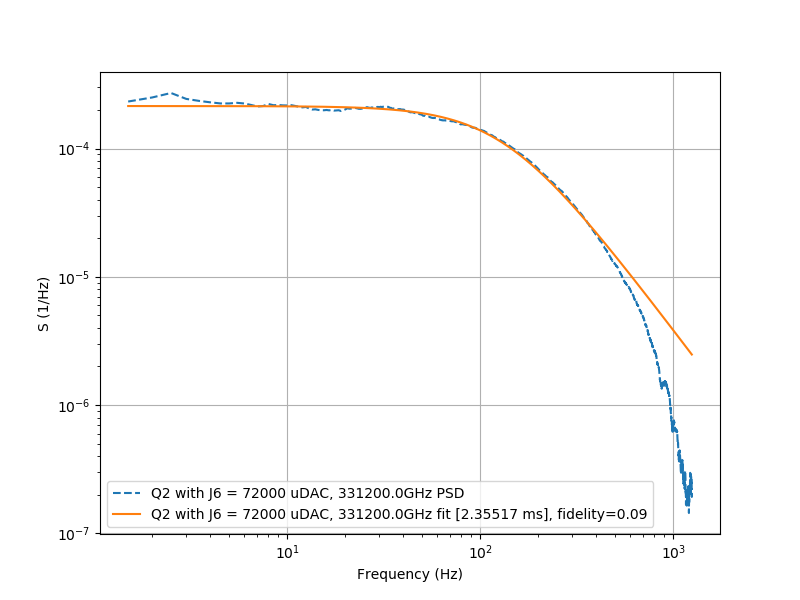 10⁻⁴
10⁻⁵
10⁻⁶
10⁻⁷
S (1/Hz)
Q2 with J6 = 72000 uDAC, 331200.0GHz PSD
Q2 with J6 = 72000 uDAC, 331200.0GHz fit [2.35517 ms], fidelity=0.09
10¹ 10² 10³
Frequency (Hz)